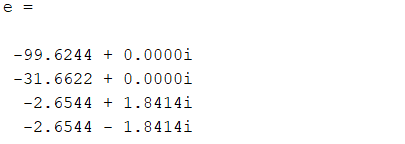 e =
-99.6244 + 0.0000i
-31.6622 + 0.0000i
-2.6544 + 1.8414i
-2.6544 - 1.8414i